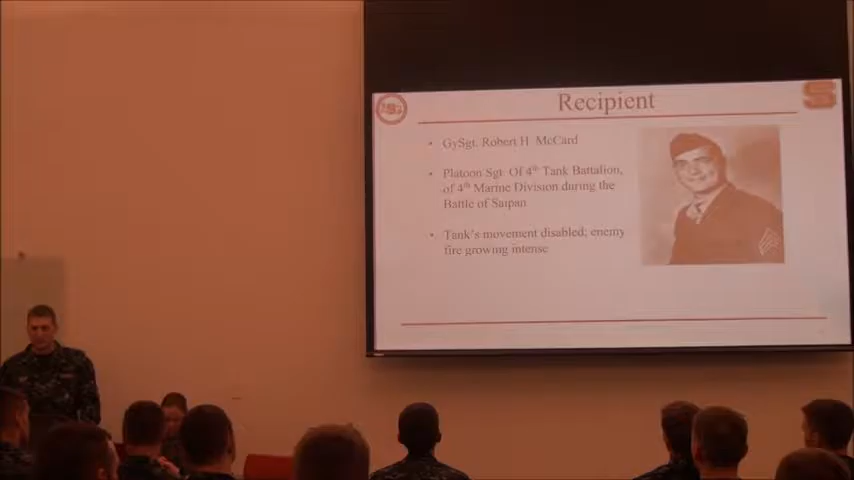 Recipient
• GySgt. Robert H McCard
• Platoon Sgt. Of 4th Tank Battalion,
of 4th Marine Division during the
Battle of Saipan
• Tank's movement disabled; enemy
fire growing intense
S